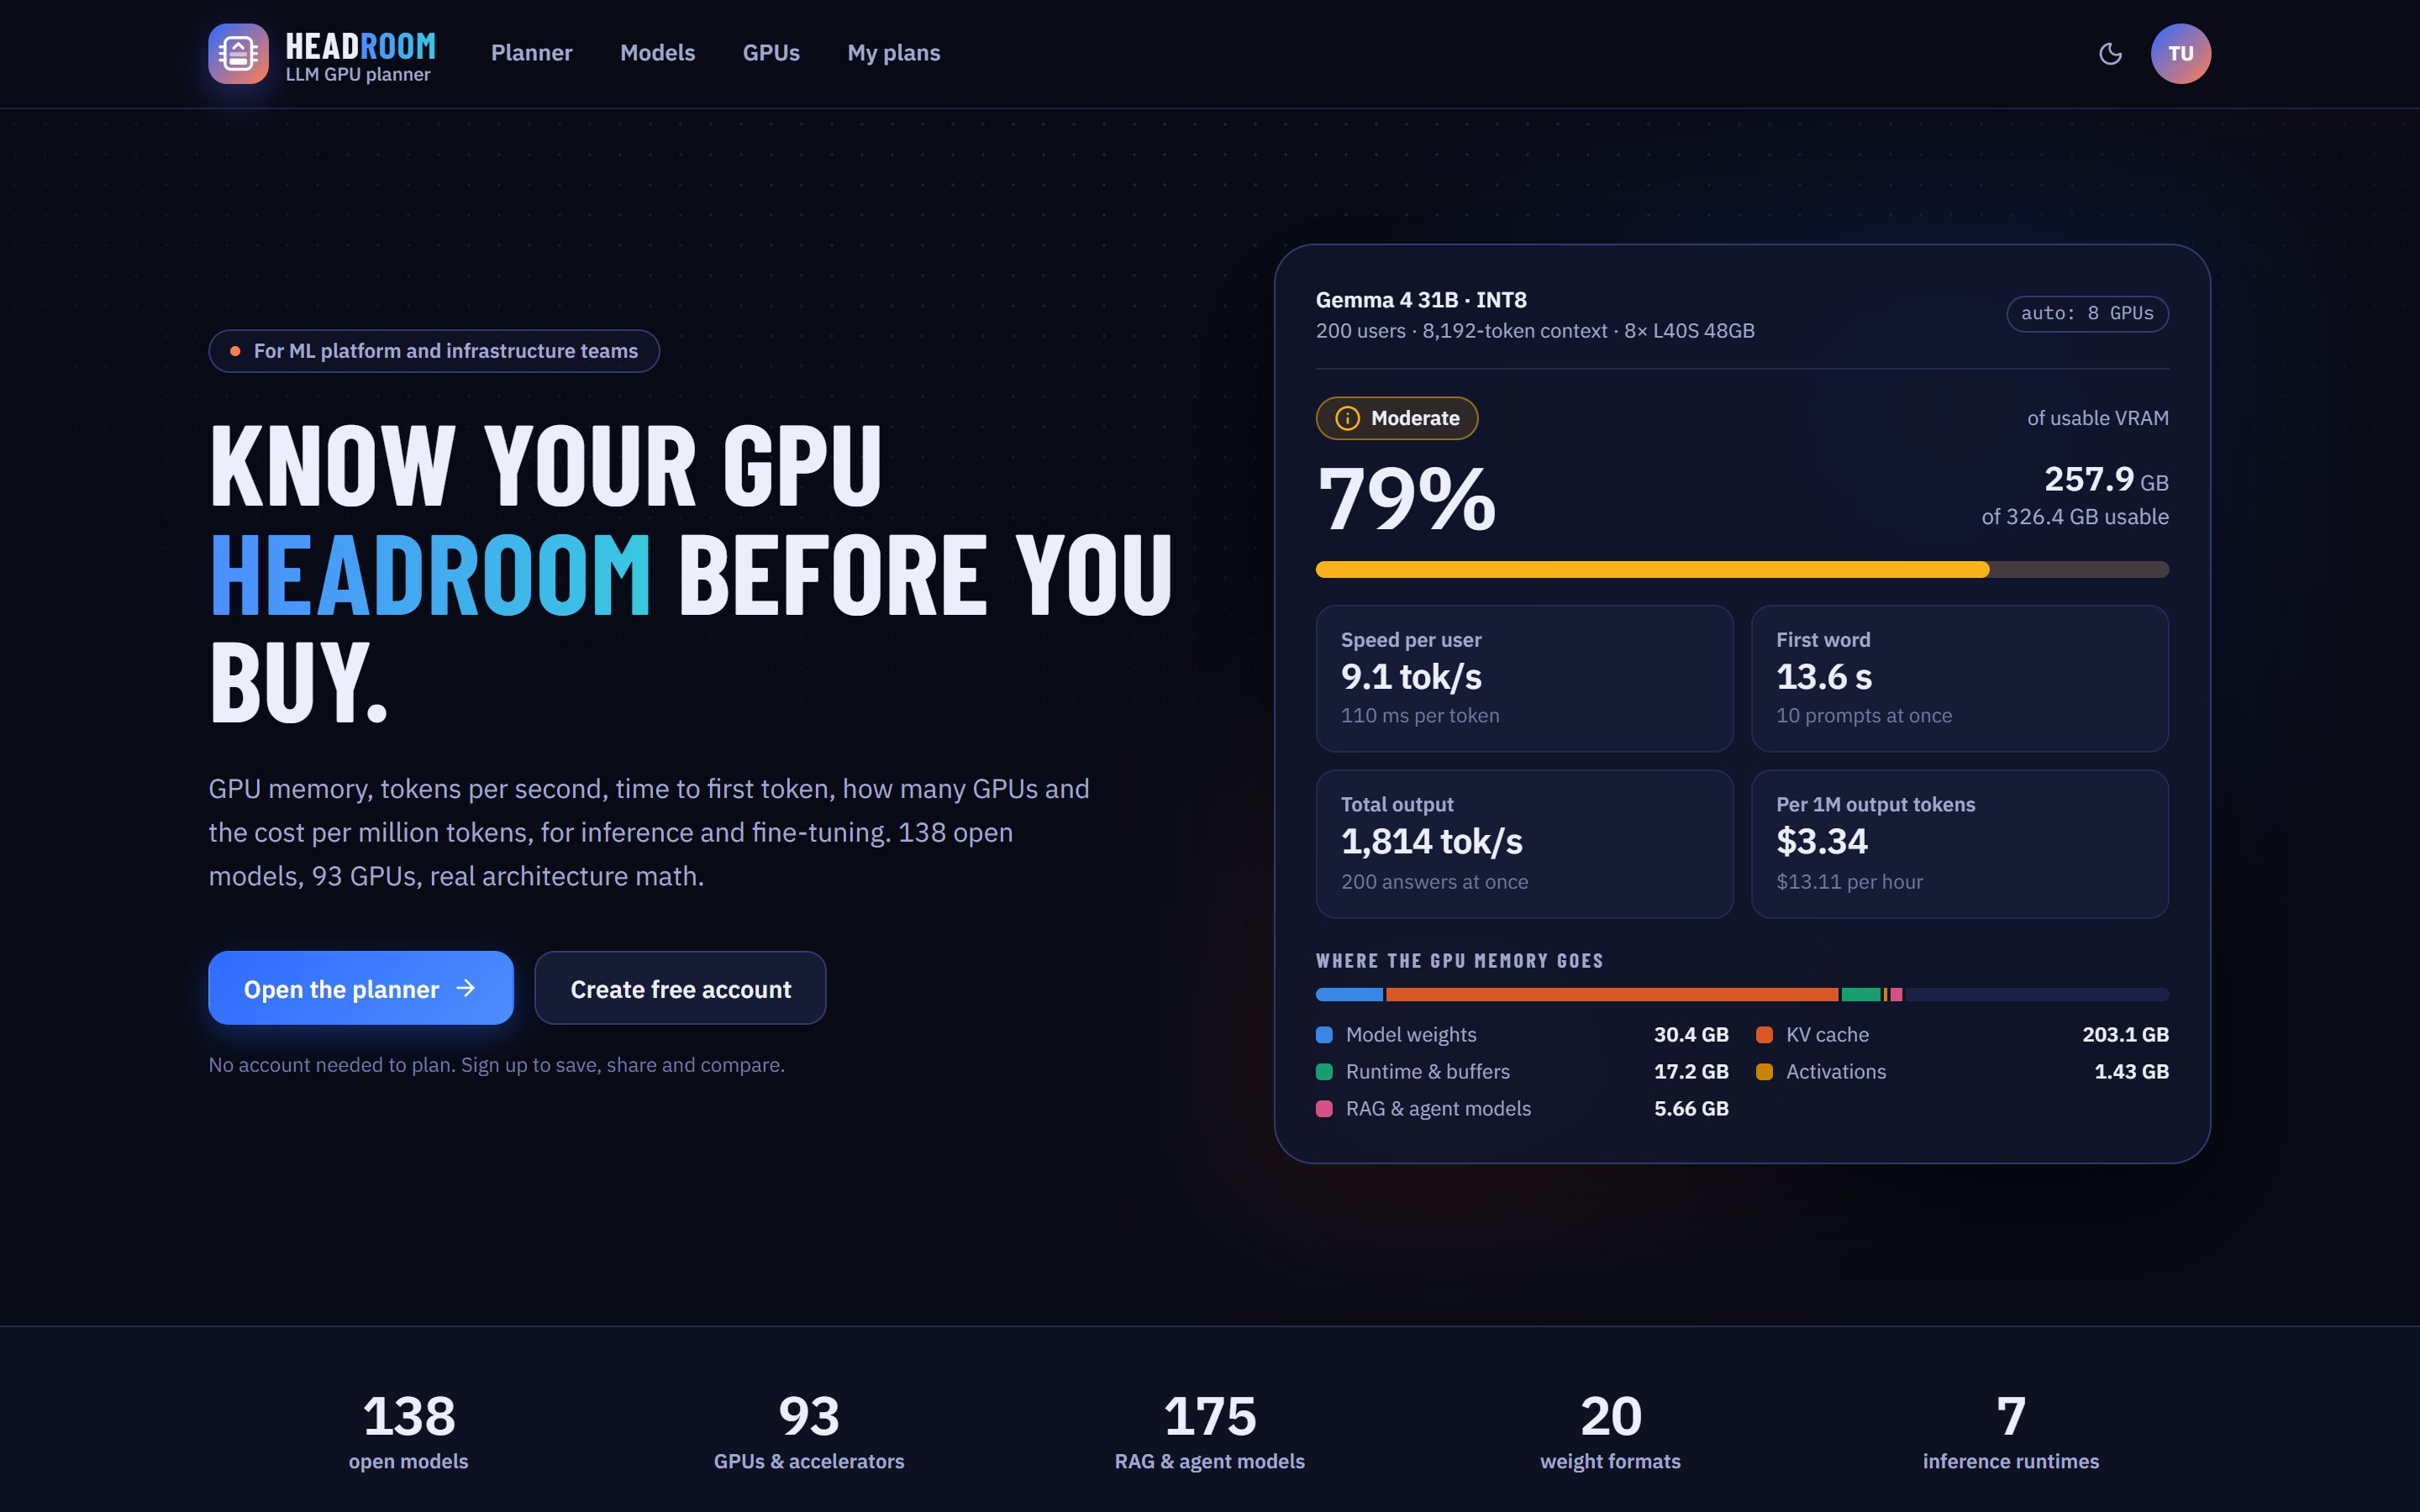 HEADROOM
LLM GPU planner
Planner
Models
GPUs
My plans
TU
For ML platform and infrastructure teams
KNOW YOUR GPU
HEADROOM BEFORE YOU
BUY.
GPU memory, tokens per second, time to first token, how many GPUs and
the cost per million tokens, for inference and fine-tuning. 138 open
models, 93 GPUs, real architecture math.
Open the planner
Create free account
No account needed to plan. Sign up to save, share and compare.
Gemma 4 31B · INT8
200 users · 8,192-token context · 8× L40S 48GB
auto: 8 GPUs
Moderate
of usable VRAM
79%
257.9 GB
of 326.4 GB usable
Speed per user
9.1 tok/s
110 ms per token
First word
13.6 s
10 prompts at once
Total output
1,814 tok/s
200 answers at once
Per 1M output tokens
$3.34
$13.11 per hour
WHERE THE GPU MEMORY GOES
Model weights 30.4 GB
KV cache 203.1 GB
Runtime & buffers 17.2 GB
Activations 1.43 GB
RAG & agent models 5.66 GB
138
open models
93
GPUs & accelerators
175
RAG & agent models
20
weight formats
7
inference runtimes